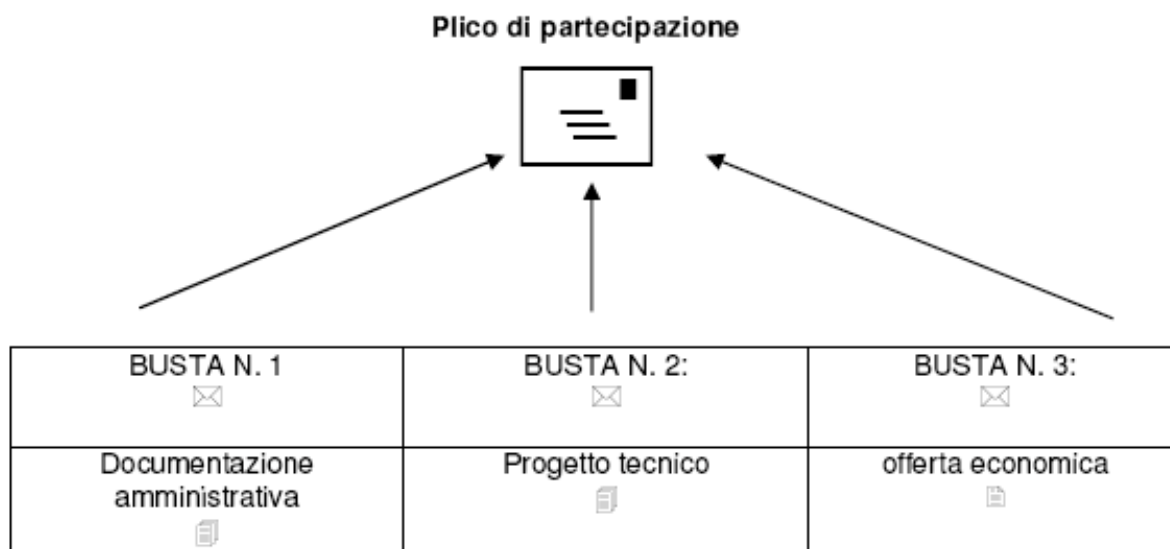 Plico di partecipazione
BUSTA N. 1
BUSTA N. 2:
BUSTA N. 3:
Documentazione
amministrativa
Progetto tecnico
offerta economica